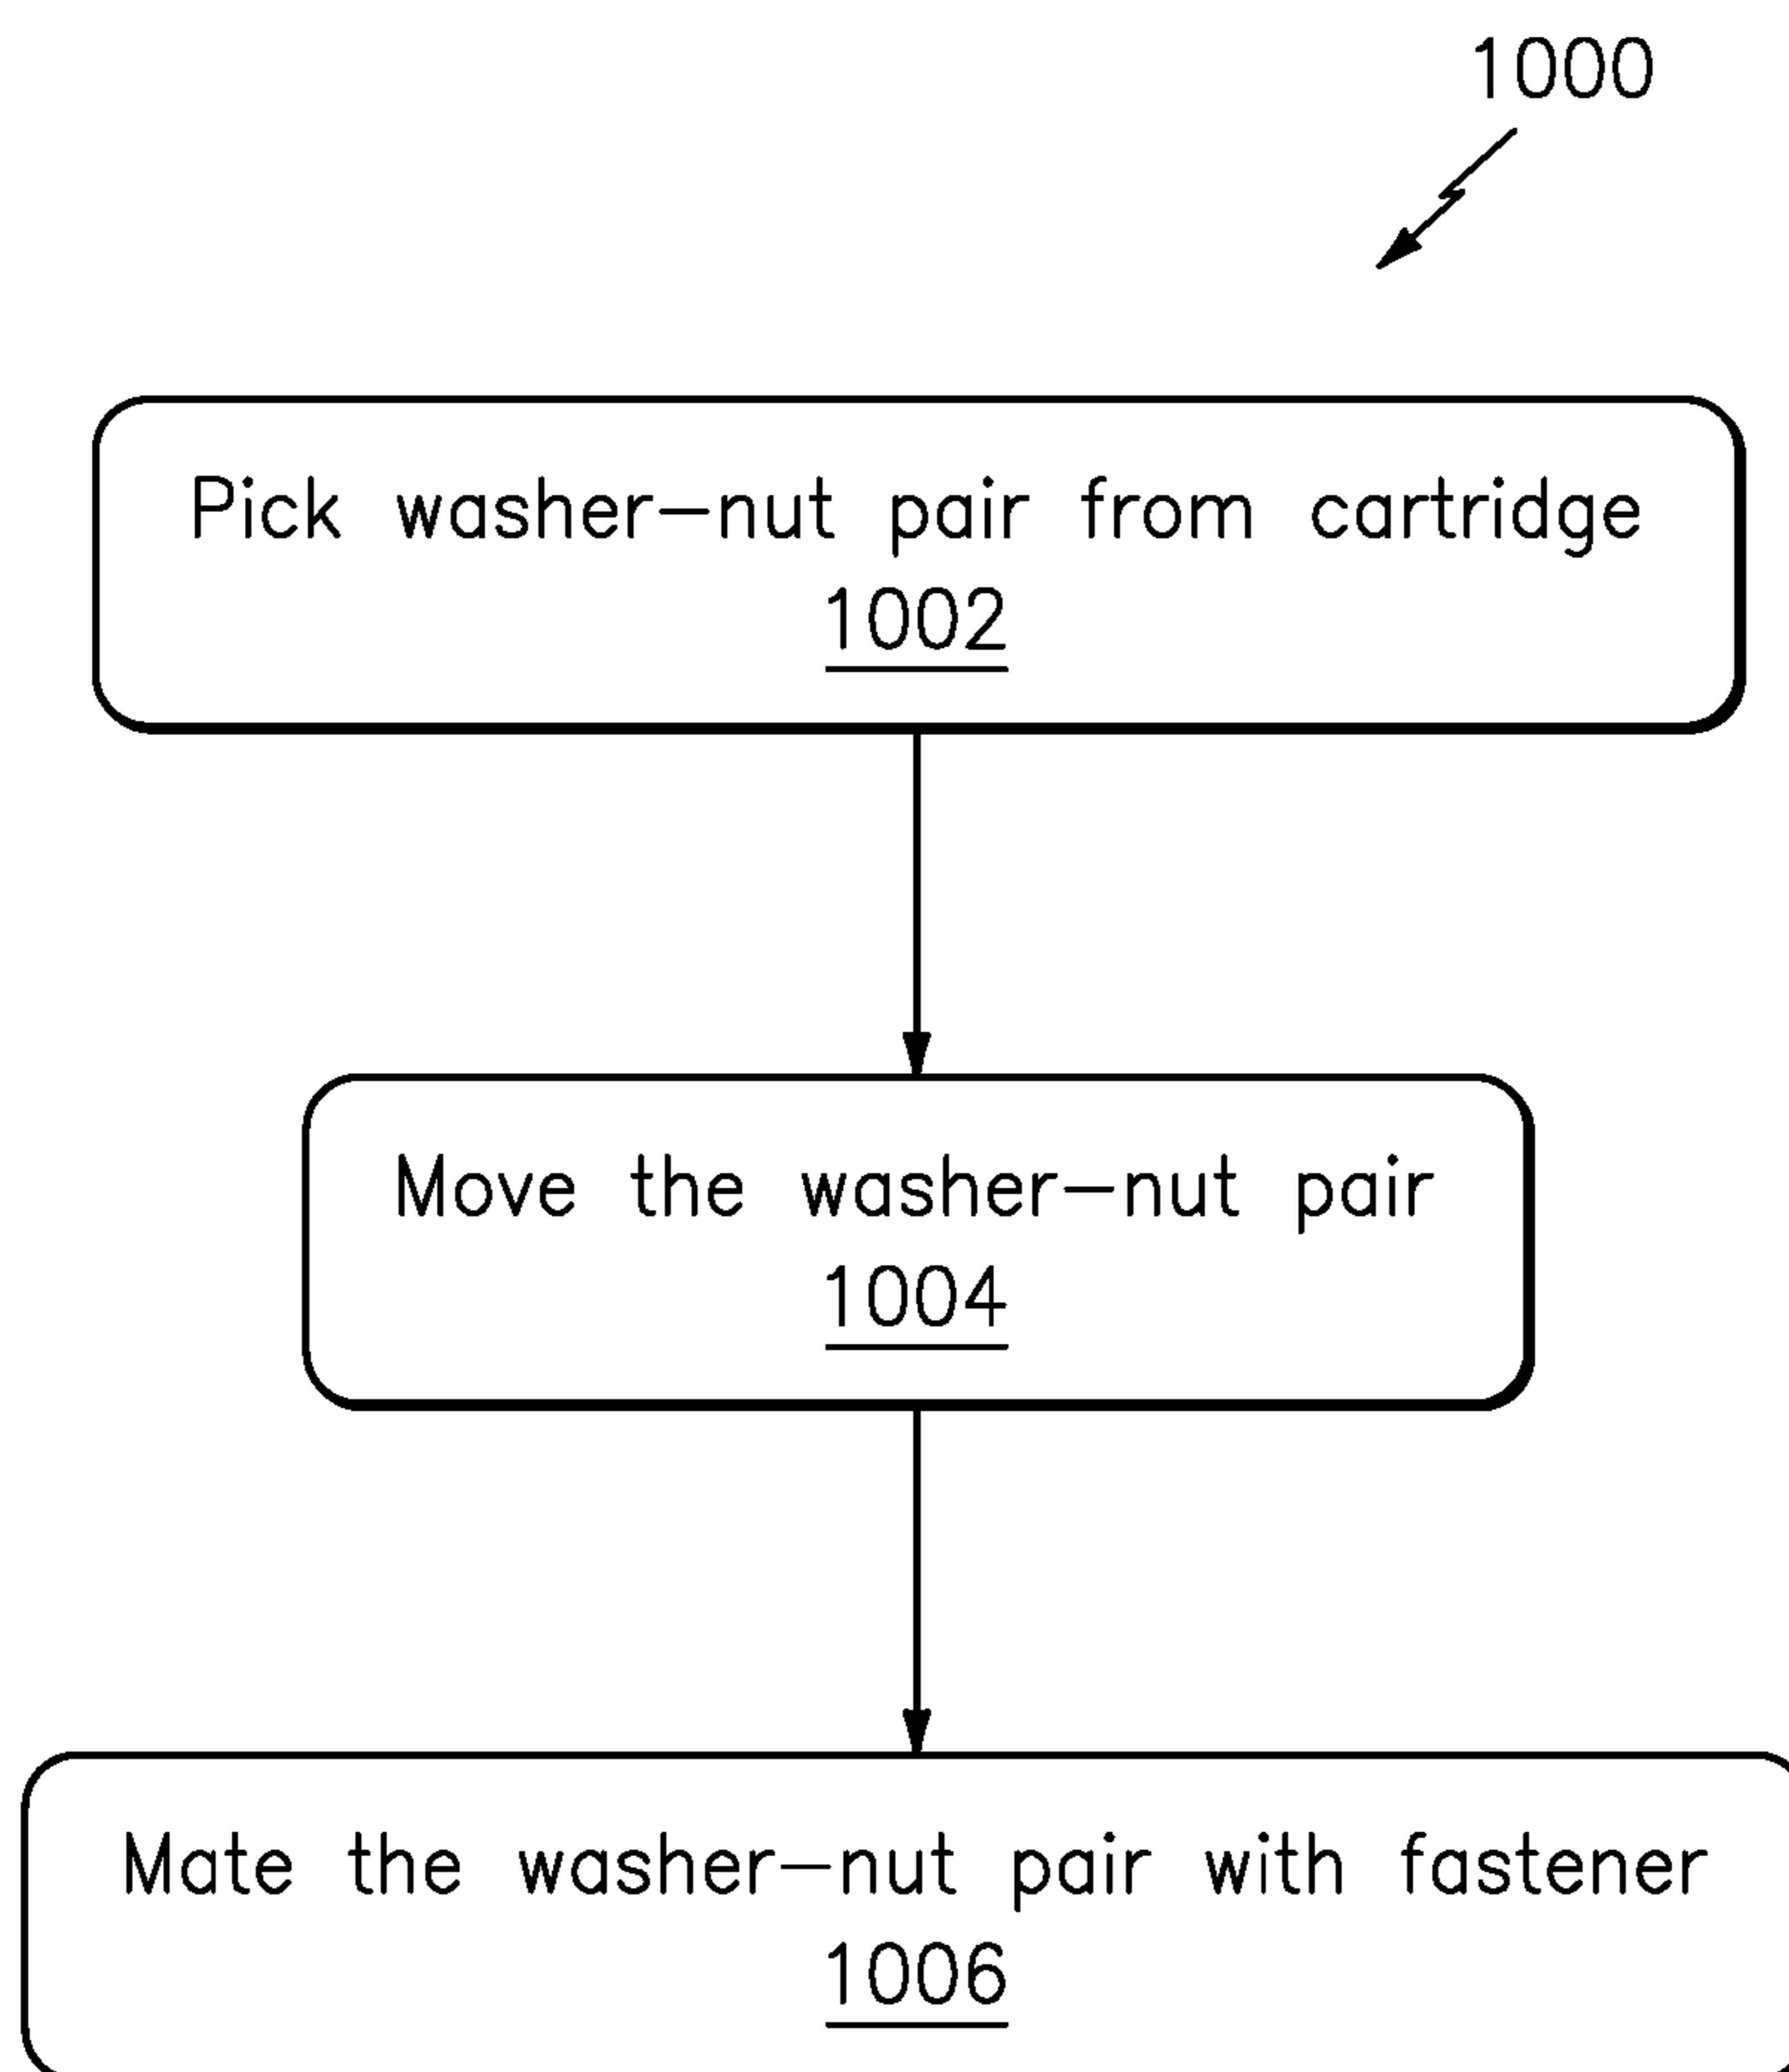 1000
Pick washer-nut pair from cartridge
1002
Move the washer-nut pair
1004
Mate the washer-nut pair with fastener
1006